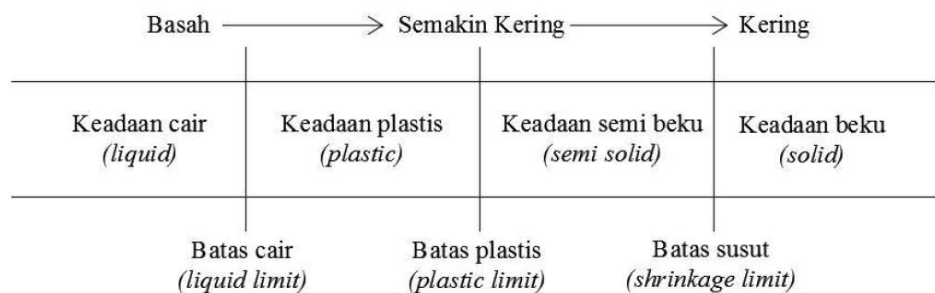 Basah Semakin Kering Kering
Keadaan cair Keadaan plastis Keadaan semi beku Keadaan beku
(liquid) (plastic) (semi solid) (solid)
Batas cair Batas plastis Batas susut
(liquid limit) (plastic limit) (shrinkage limit)